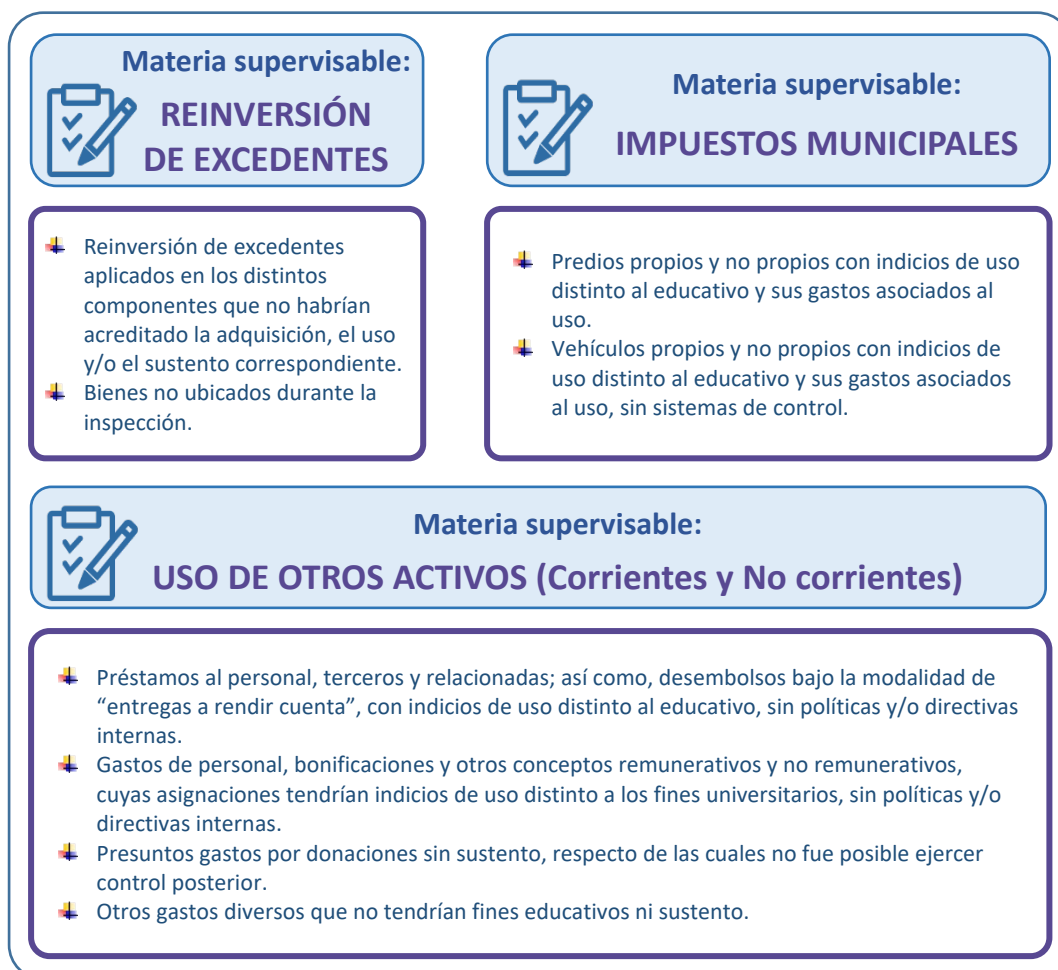 Materia supervisable:
REINVERSIÓN
DE EXCEDENTES
Reinversión de excedentes
aplicados en los distintos
componentes que no habrían
acreditado la adquisición, el uso
y/o el sustento correspondiente.
Bienes no ubicados durante la
inspección.
Materia supervisable:
IMPUESTOS MUNICIPALES
Predios propios y no propios con indicios de uso
distinto al educativo y sus gastos asociados al
uso.
Vehículos propios y no propios con indicios de
uso distinto al educativo y sus gastos asociados
al uso, sin sistemas de control.
Materia supervisable:
USO DE OTROS ACTIVOS (Corrientes y No corrientes)
Préstamos al personal, terceros y relacionadas; así como, desembolsos bajo la modalidad de
“entregas a rendir cuenta”, con indicios de uso distinto al educativo, sin políticas y/o directivas
internas.
Gastos de personal, bonificaciones y otros conceptos remunerativos y no remunerativos,
cuyas asignaciones tendrían indicios de uso distinto a los fines universitarios, sin políticas y/o
directivas internas.
Presuntos gastos por donaciones sin sustento, respecto de las cuales no fue posible ejercer
control posterior.
Otros gastos diversos que no tendrían fines educativos ni sustento.